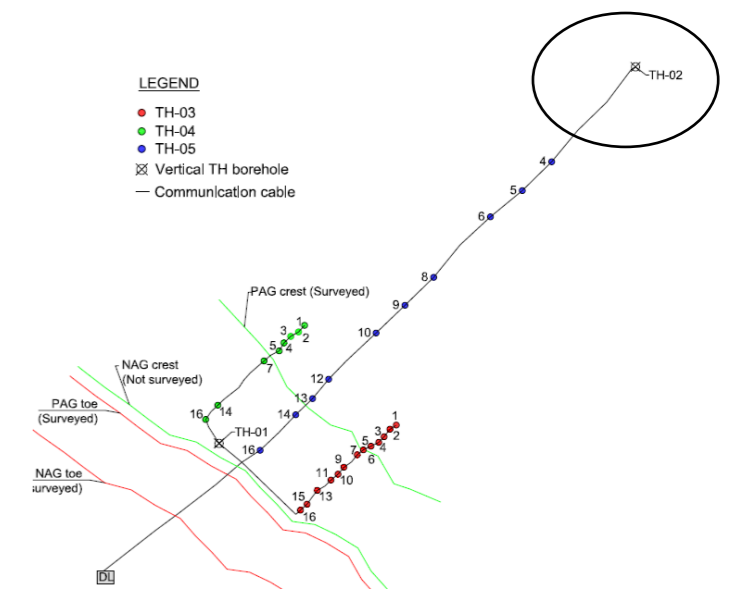 TH-02
LEGEND
TH-03
TH-04
TH-05
Vertical TH borehole
Communication cable
4
5
6
8
9
10
12
13
14
16
PAG crest (Surveyed)
1
2
3
4
5
7
14
16
NAG crest
(Not surveyed)
PAG toe
(Surveyed)
TH-01
NAG toe
surveyed)
1
2
3
4
5
6
7
9
10
11
13
15
16
DL